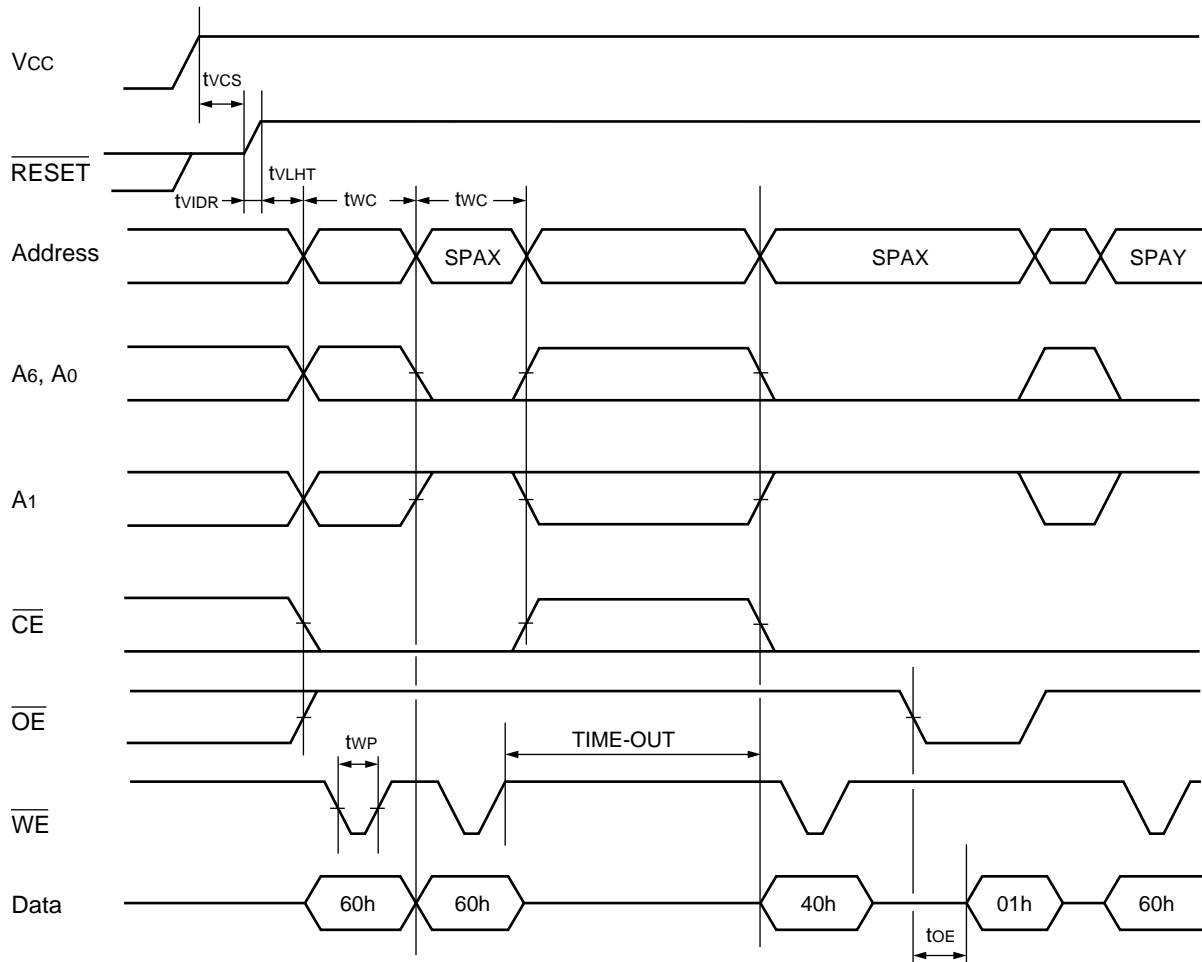 VCC
tVCS
RESET
tVLHT
tVIDR
tWC
tWC
Address
SPAX
SPAX
SPAY
A6, A0
A1
CE
OE
TIME-OUT
tWP
WE
Data
60h
60h
40h
01h
60h
tOE